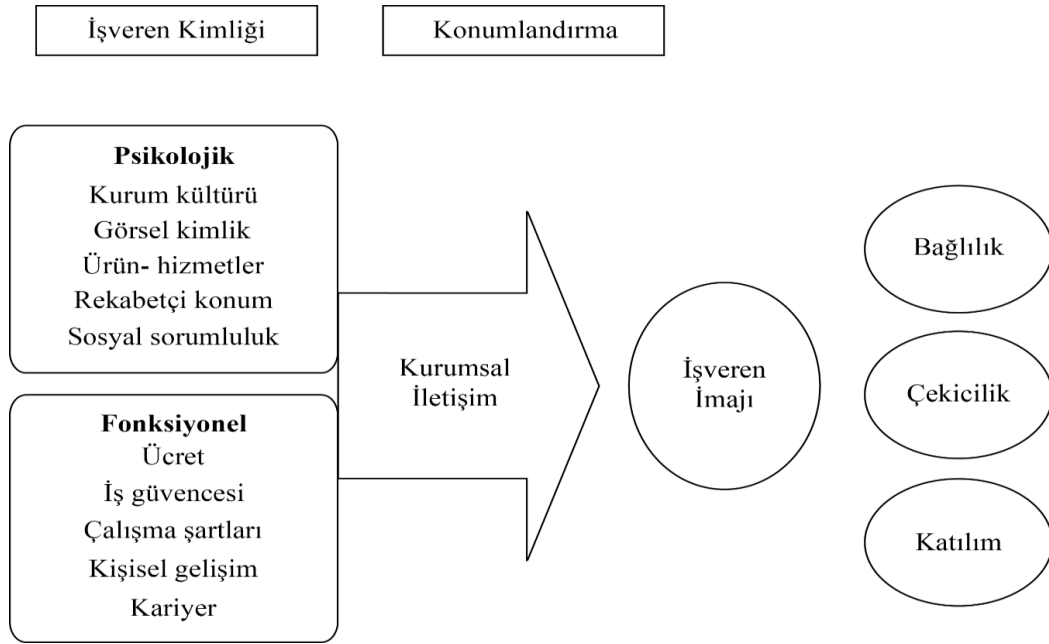 İşveren Kimliği
Konumlandırma
Psikolojik
Kurum kültürü
Görsel kimlik
Ürün- hizmetler
Rekabetçi konum
Sosyal sorumluluk
Fonksiyonel
Ücret
İş güvencesi
Çalışma şartları
Kişisel gelişim
Kariyer
Kurumsal
İletişim
İşveren
İmajı
Bağlılık
Çekicilik
Katılım